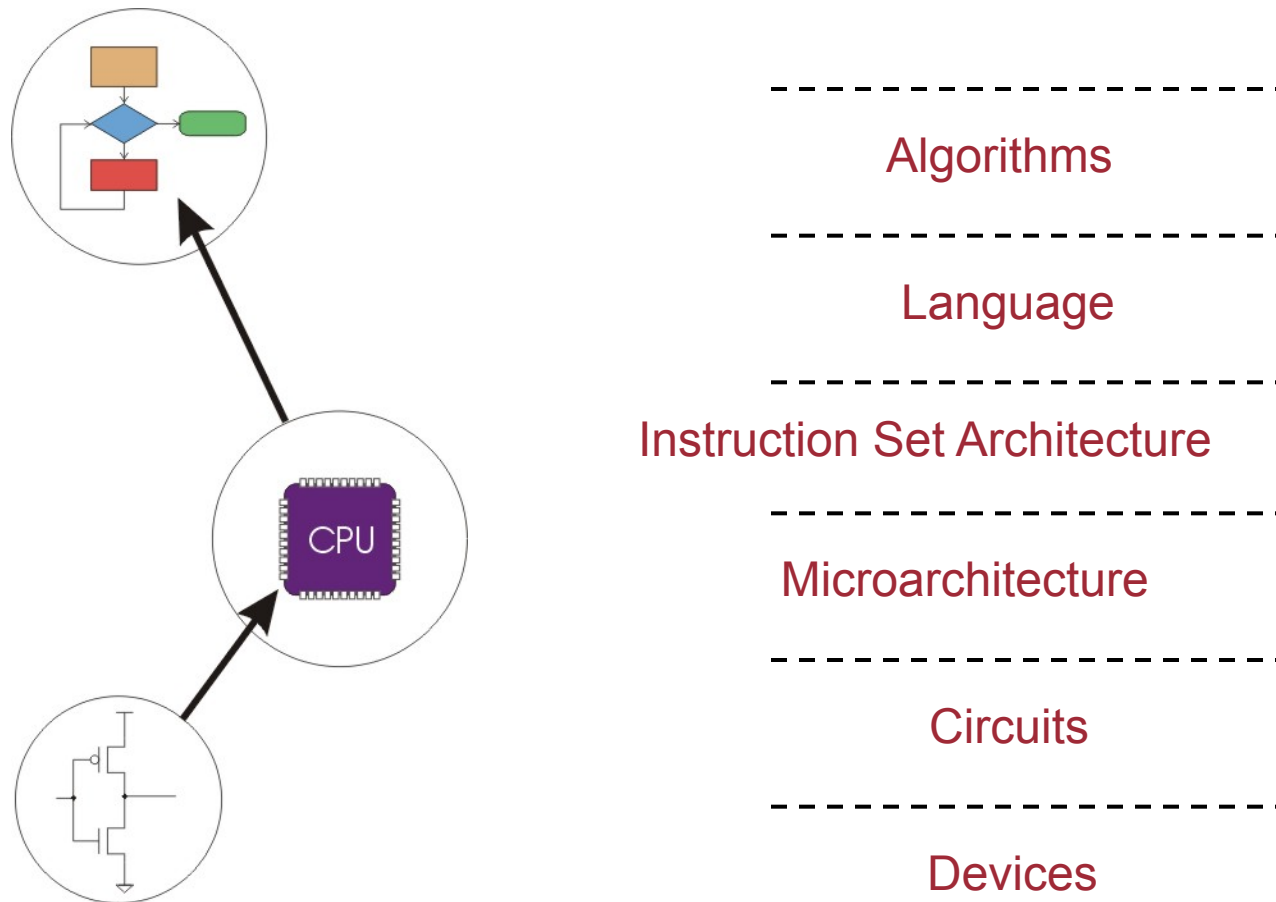 Algorithms
Language
Instruction Set Architecture
CPU
Microarchitecture
Circuits
Devices